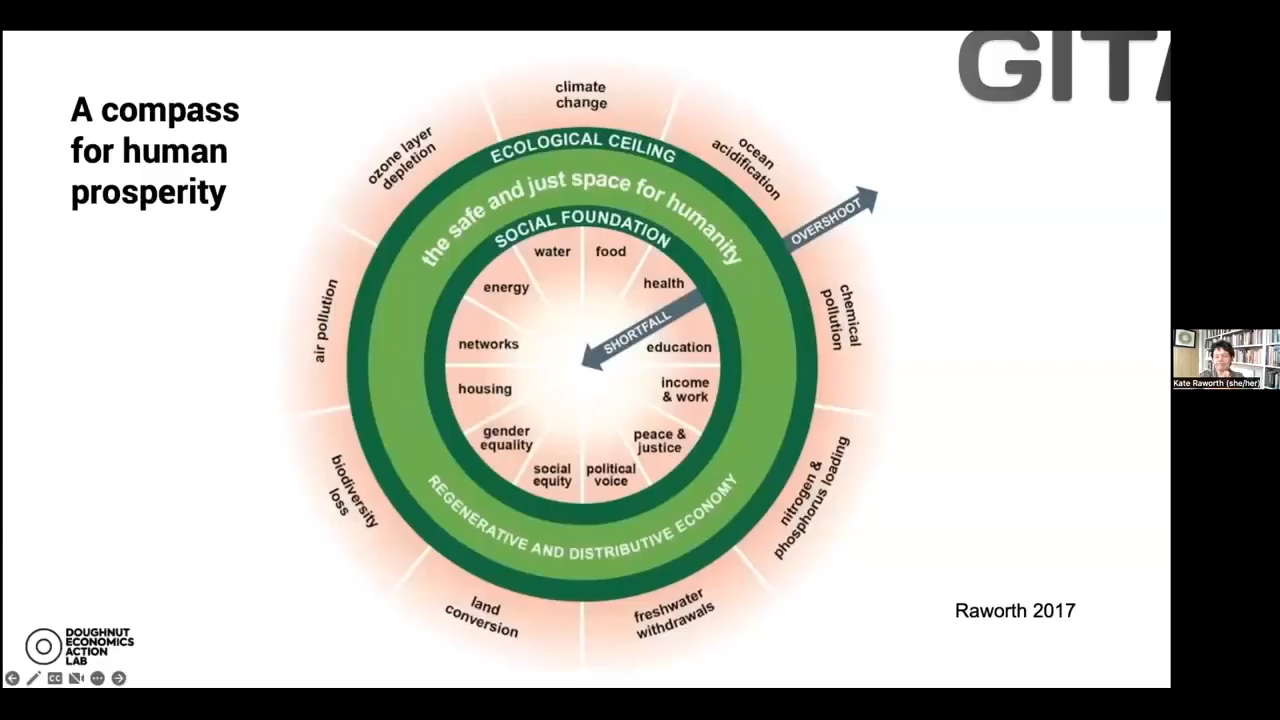 GITA
A compass
for human
prosperity
climate
change
ozone layer
depletion
ocean
acidification
ECOLOGICAL CEILING
the safe and just space for humanity
SOCIAL FOUNDATION
OVERSHOOT
water
food
energy
health
SHORTFALL
networks
education
housing
income
& work
gender
equality
peace &
justice
social
equity
political
voice
REGENERATIVE AND DISTRIBUTIVE ECONOMY
air pollution
chemical
pollution
biodiversity
loss
nitrogen &
phosphorus loading
land
conversion
freshwater
withdrawals
Raworth 2017
DOUGHNUT
ECONOMICS
ACTION
LAB
CC
Kate Raworth (she/her)